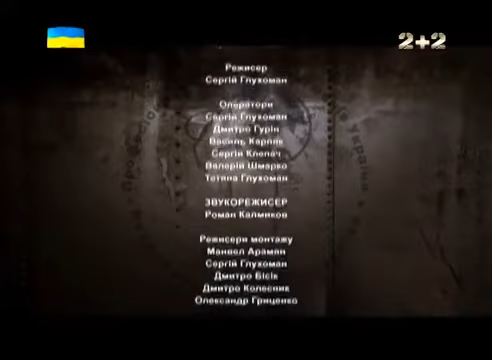 2+2
Режисер
Сергій Глухоман
Оператори
Сергій Глухоман
Дмитро Гурін
Василь Кораяк
Сергій Клепач
Валерій Шмарко
Тетяна Глухоман
ЗВУКОРЕЖИСЕР
Роман Калмиков
Режисери монтажу
Манвел Арамян
Сергій Глухоман
Дмитро Бісік
Дмитро Колесник
Олександр Гриценко